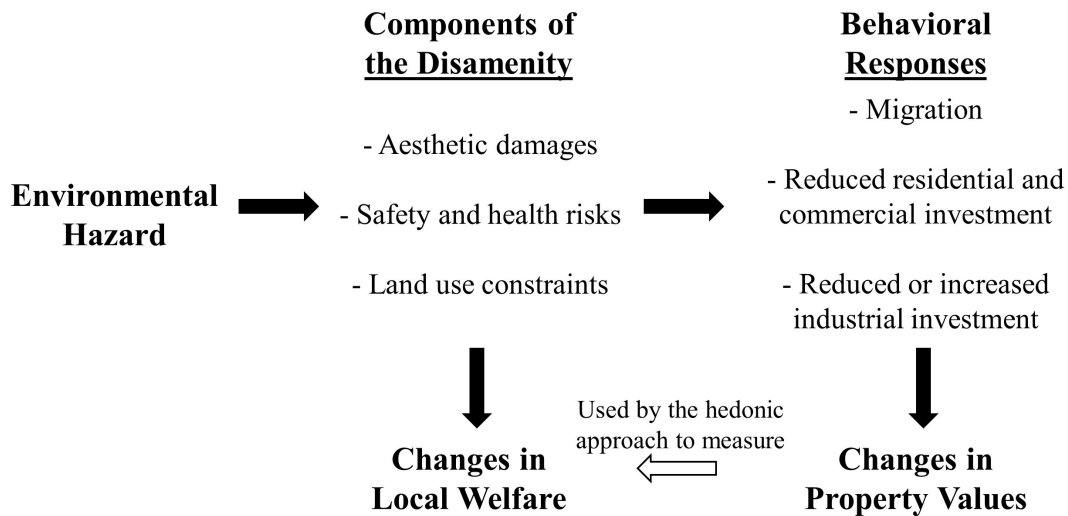 Environmental
Hazard
Components of
the Disamenity
- Aesthetic damages
- Safety and health risks
- Land use constraints
Behavioral
Responses
- Migration
- Reduced residential and
commercial investment
- Reduced or increased
industrial investment
Used by the hedonic
approach to measure
Changes in
Local Welfare
Changes in
Property Values